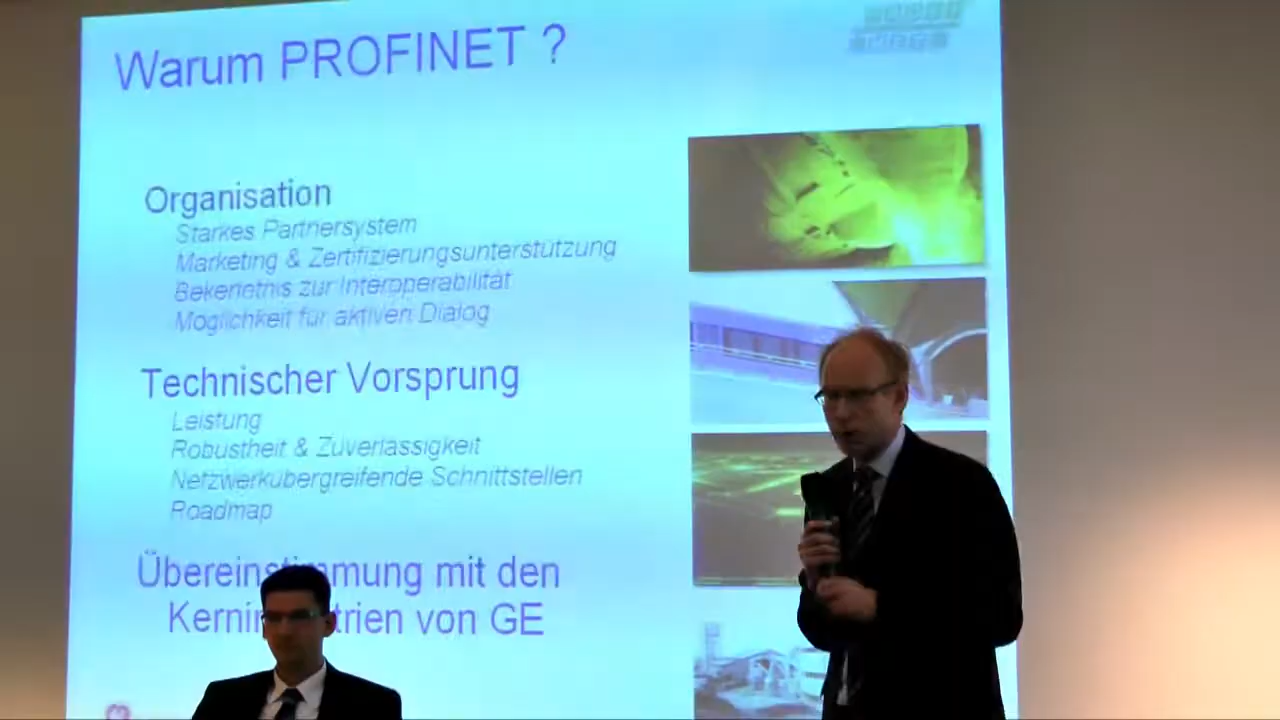 Warum PROFINET ?
Organisation
Starkes Partnersystem
Marketing & Zertifizierungsunterstützung
Bekenntnis zur Interoperabilität
Möglichkeit für aktiven Dialog
Technischer Vorsprung
Leistung
Robustheit & Zuverlässigkeit
Netzwerkübergreifende Schnittstellen
Roadmap
Übereinstimmung mit den
Kernindustrien von GE